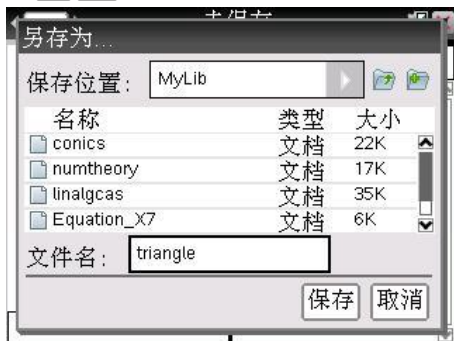 另存为...
保存位置: MyLib
名称 类型 大小
conics 文档 22K
numtheory 文档 17K
linalgcas 文档 35K
Equation_X7 文档 6K
文件名: triangle
保存 取消